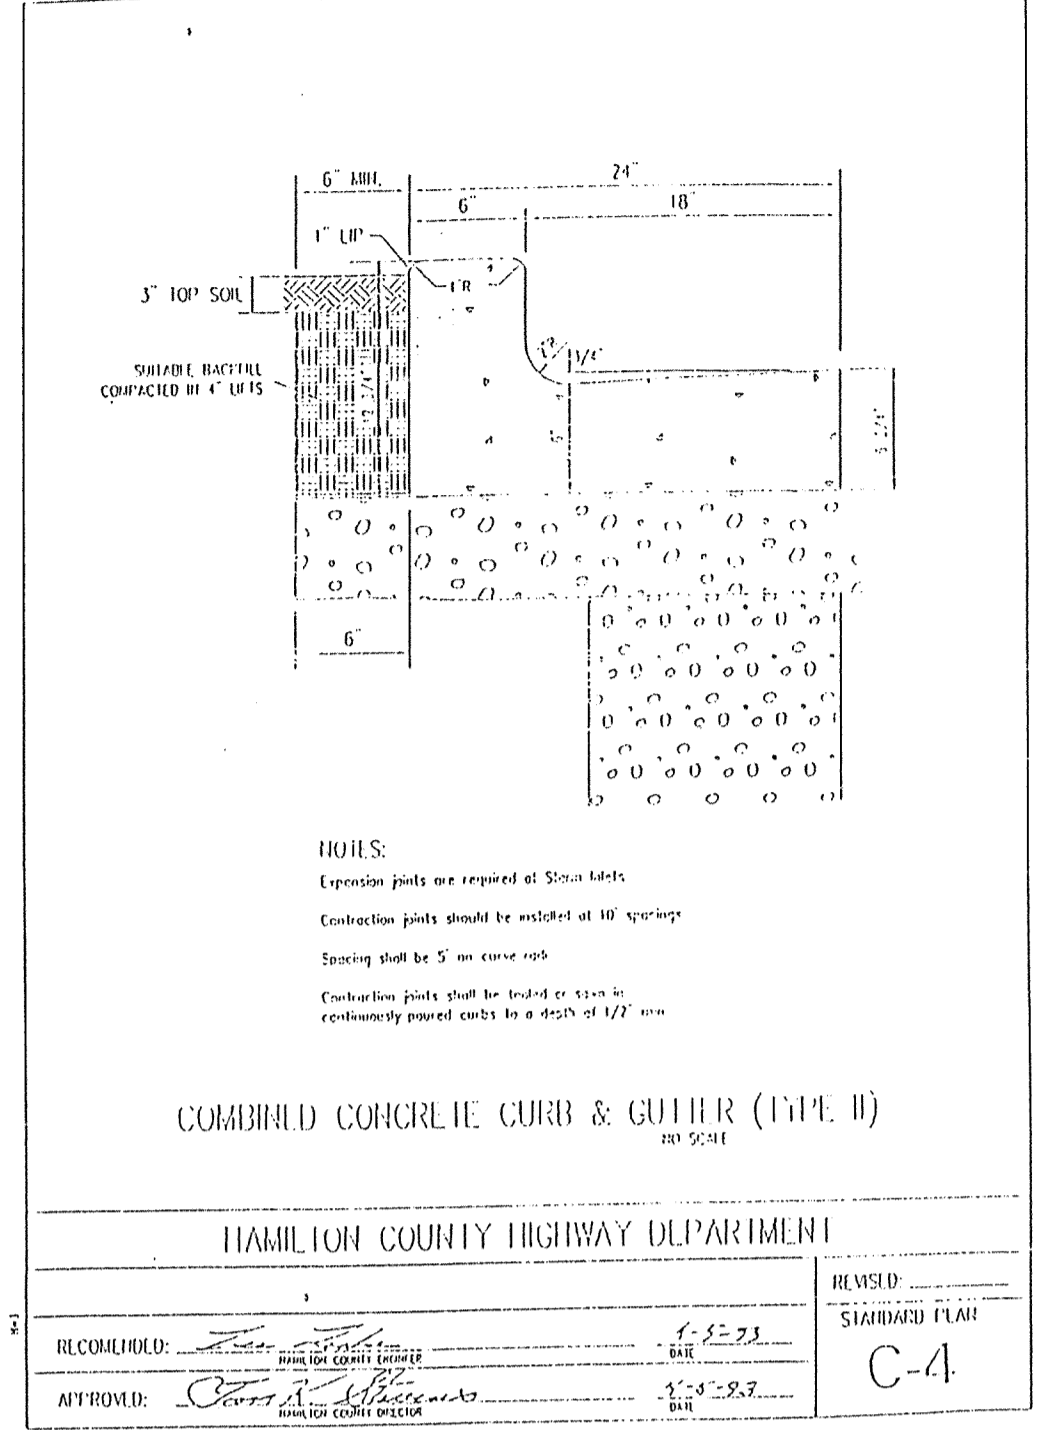 6" MIN.
24"
6"
18"
1" LIP
1"R
3" TOP SOIL
3/4"
SUITABLE BACKFILL
COMPACTED IN 4" LIFTS
6"
6"
NOTES:
Expansion joints are required at Storm Inlets
Contraction joints should be installed at 10' spacings
Spacing shall be 5' on curve radii
Contraction joints shall be tooled or sawn in
continuously poured curbs to a depth of 1/2" min
COMBINED CONCRETE CURB & GUTTER (TYPE II)
NO SCALE
HAMILTON COUNTY HIGHWAY DEPARTMENT
REVISED:
STANDARD PLAN
C-4
RECOMENDED:
HAMILTON COUNTY ENGINEER
DATE
APPROVED:
HAMILTON COUNTY DIRECTOR
DATE